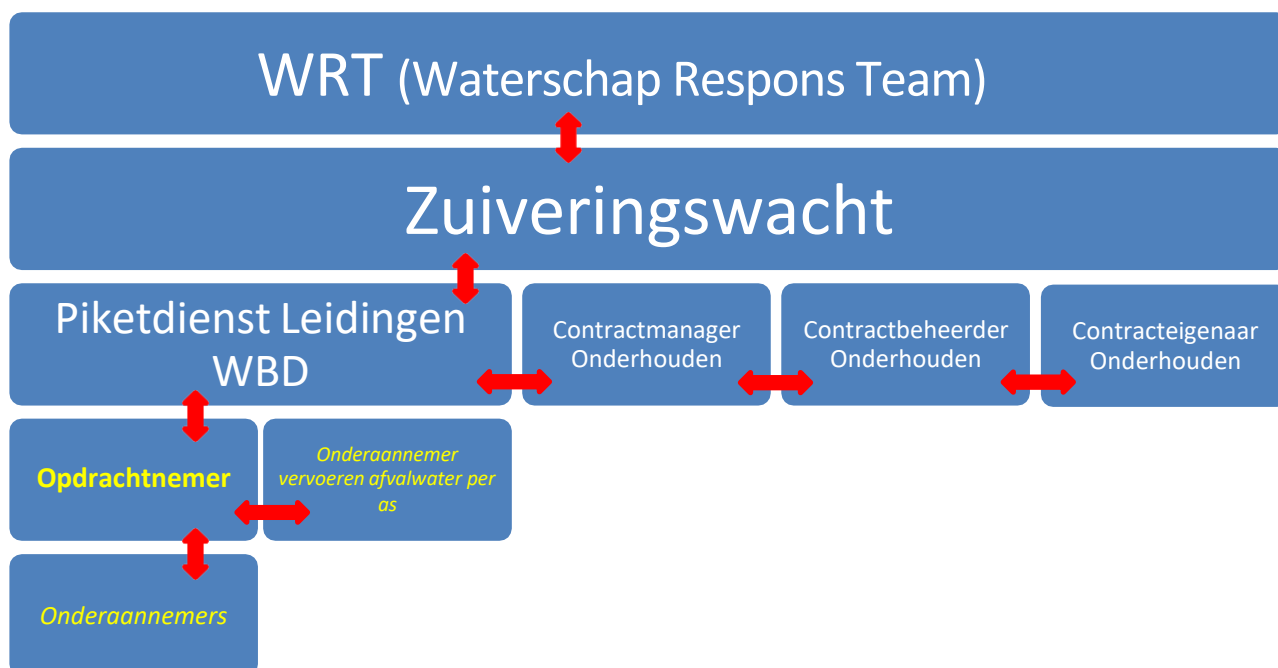 WRT (Waterschap Respons Team)
Zuiveringswacht
Piketdienst Leidingen
WBD
Contractmanager
Onderhouden
Contractbeheerder
Onderhouden
Contracteigenaar
Onderhouden
Opdrachtnemer
Onderaannemer
vervoeren afvalwater per
as
Onderaannemers